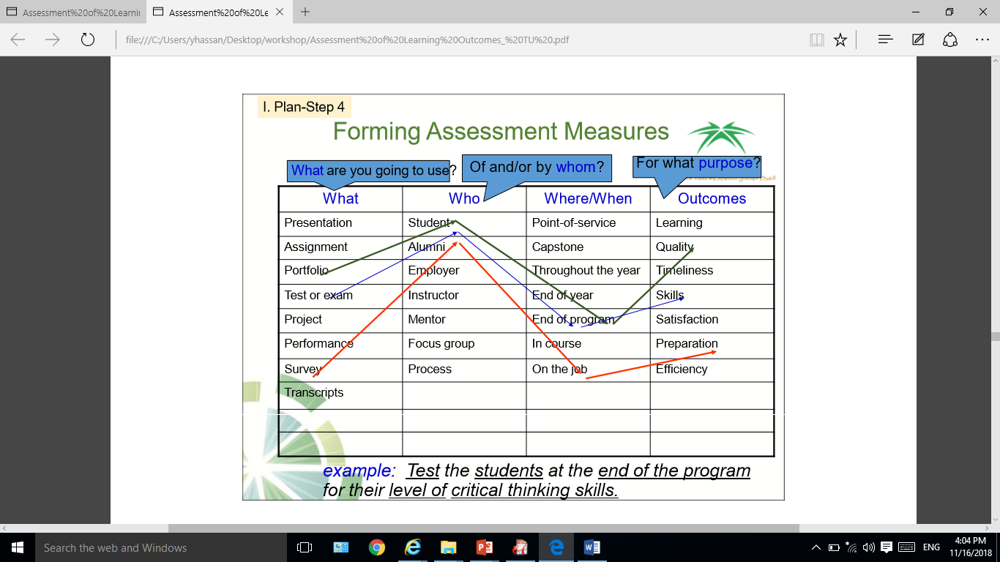 Assessment%20of%20Learnin
Assessment%20of%20Le
file:///C:/Users/yhassan/Desktop/workshop/Assessment%20of%20Learning%20Outcomes_%20TU%20.pdf
I. Plan-Step 4
Forming Assessment Measures
What are you going to use?
Of and/or by whom?
For what purpose?
What Who Where/When Outcomes
Presentation Student Point-of-service Learning
Assignment Alumni Capstone Quality
Portfolio Employer Throughout the year Timeliness
Test or exam Instructor End of year Skills
Project Mentor End of program Satisfaction
Performance Focus group In course Preparation
Survey Process On the job Efficiency
Transcripts
example: Test the students at the end of the program
for their level of critical thinking skills.
Search the web and Windows
ENG
4:04 PM
11/16/2018